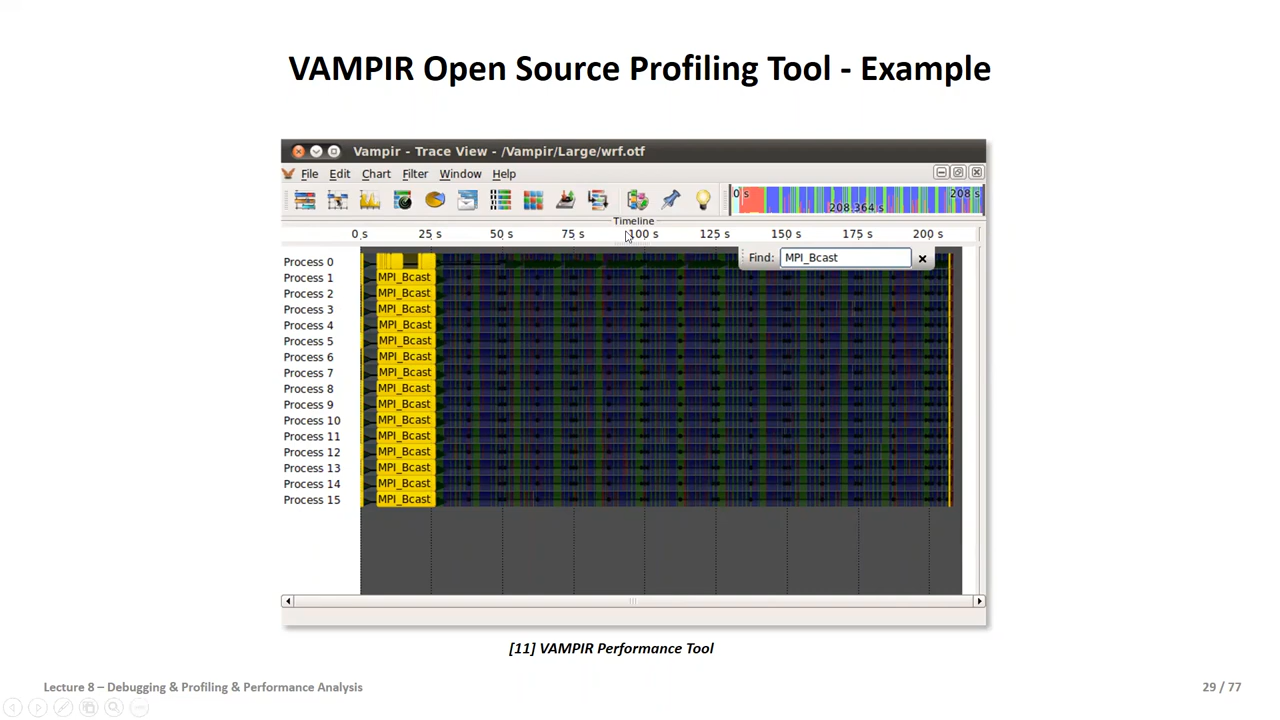 VAMPIR Open Source Profiling Tool - Example
Vampir - Trace View - /Vampir/Large/wrf.otf
File Edit Chart Filter Window Help
0 s 208 s
208.364 s
Timeline
0 s 25 s 50 s 75 s 100 s 125 s 150 s 175 s 200 s
Find: MPI_Bcast
Process 0
Process 1 MPI_Bcast
Process 2 MPI_Bcast
Process 3 MPI_Bcast
Process 4 MPI_Bcast
Process 5 MPI_Bcast
Process 6 MPI_Bcast
Process 7 MPI_Bcast
Process 8 MPI_Bcast
Process 9 MPI_Bcast
Process 10 MPI_Bcast
Process 11 MPI_Bcast
Process 12 MPI_Bcast
Process 13 MPI_Bcast
Process 14 MPI_Bcast
Process 15 MPI_Bcast
[11] VAMPIR Performance Tool
Lecture 8 – Debugging & Profiling & Performance Analysis
29 / 77